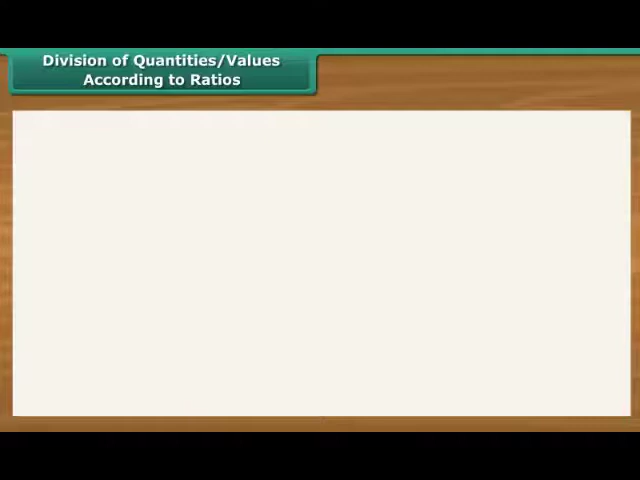 Division of Quantities/Values
According to Ratios